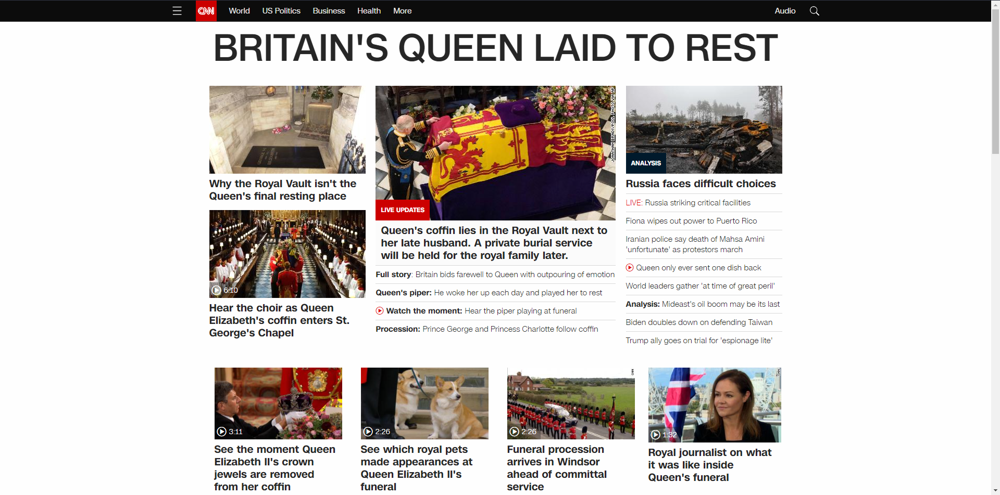 CNN
World
US Politics
Business
Health
More
Audio
BRITAIN'S QUEEN LAID TO REST
GEORGE VI
ELIZABETH
Why the Royal Vault isn't the
Queen's final resting place
6:10
Hear the choir as Queen
Elizabeth's coffin enters St.
George's Chapel
JONATHAN BRADY/POOL PHOTO VIA AP
LIVE UPDATES
Queen's coffin lies in the Royal Vault next to
her late husband. A private burial service
will be held for the royal family later.
Full story: Britain bids farewell to Queen with outpouring of emotion
Queen's piper: He woke her up each day and played her to rest
Watch the moment: Hear the piper playing at funeral
Procession: Prince George and Princess Charlotte follow coffin
ANALYSIS
Russia faces difficult choices
LIVE: Russia striking critical facilities
Fiona wipes out power to Puerto Rico
Iranian police say death of Mahsa Amini
'unfortunate' as protestors march
Queen only ever sent one dish back
World leaders gather 'at time of great peril'
Analysis: Mideast's oil boom may be its last
Biden doubles down on defending Taiwan
Trump ally goes on trial for 'espionage lite'
3:11
See the moment Queen
Elizabeth II's crown
jewels are removed
from her coffin
2:26
See which royal pets
made appearances at
Queen Elizabeth II's
funeral
CNN
2:26
Funeral procession
arrives in Windsor
ahead of committal
service
CNN
1:32
Royal journalist on what
it was like inside
Queen's funeral